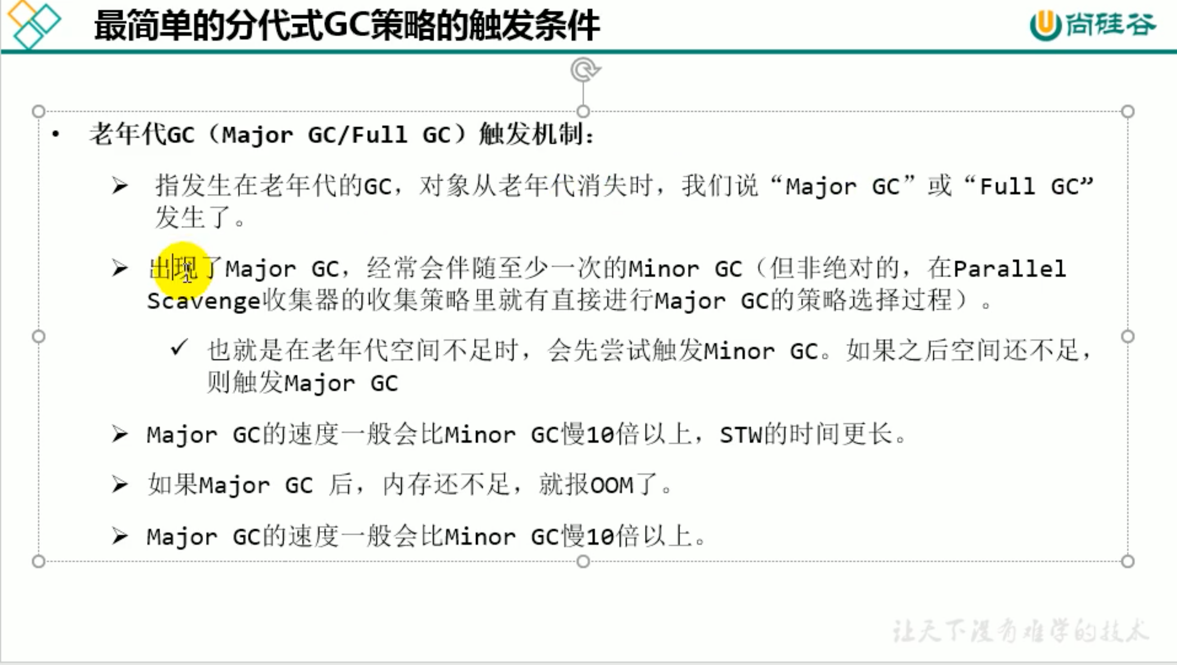 最简单的分代式GC策略的触发条件
尚硅谷
• 老年代GC（Major GC/Full GC）触发机制：
➢ 指发生在老年代的GC，对象从老年代消失时，我们说“Major GC”或“Full GC”
发生了。
➢ 出现了Major GC，经常会伴随至少一次的Minor GC（但非绝对的，在Parallel
Scavenge收集器的收集策略里就有直接进行Major GC的策略选择过程）。
✓ 也就是在老年代空间不足时，会先尝试触发Minor GC。如果之后空间还不足，
则触发Major GC
➢ Major GC的速度一般会比Minor GC慢10倍以上，STW的时间更长。
➢ 如果Major GC 后，内存还不足，就报OOM了。
➢ Major GC的速度一般会比Minor GC慢10倍以上。
让天下没有难学的技术